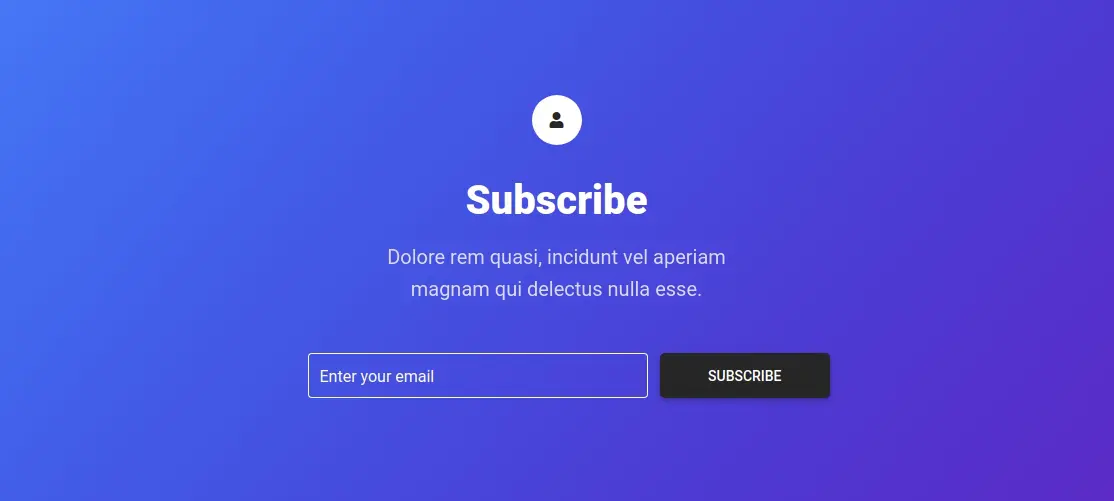 Subscribe
Dolore rem quasi, incidunt vel aperiam
magnam qui delectus nulla esse.
Enter your email
SUBSCRIBE